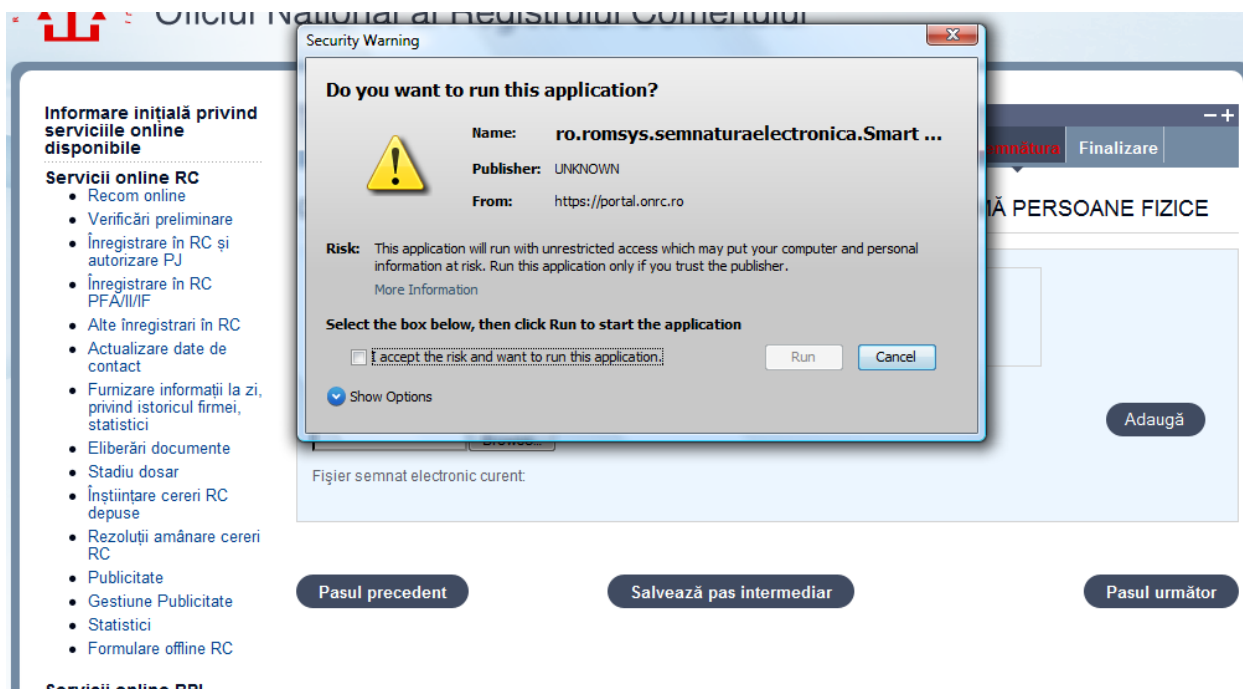 Oficiul Național al Registrului Comerțului
Informare inițială privind
serviciile online
disponibile
Servicii online RC
Recom online
Verificări preliminare
Înregistrare în RC și
autorizare PJ
Înregistrare în RC
PFA/II/IF
Alte înregistrari în RC
Actualizare date de
contact
Furnizare informații la zi,
privind istoricul firmei,
statistici
Eliberări documente
Stadiu dosar
Înștiințare cereri RC
depuse
Rezoluții amânare cereri
RC
Publicitate
Gestiune Publicitate
Statistici
Formulare offline RC
Security Warning
Do you want to run this application?
Name: ro.romsys.semnaturaelectronica.Smart ...
Publisher: UNKNOWN
From: https://portal.onrc.ro
Risk: This application will run with unrestricted access which may put your computer and personal
information at risk. Run this application only if you trust the publisher.
More Information
Select the box below, then click Run to start the application
I accept the risk and want to run this application.
Run
Cancel
Show Options
Finalizare
PERSOANE FIZICE
Adaugă
Browse...
Fişier semnat electronic curent:
Pasul precedent
Salvează pas intermediar
Pasul următor